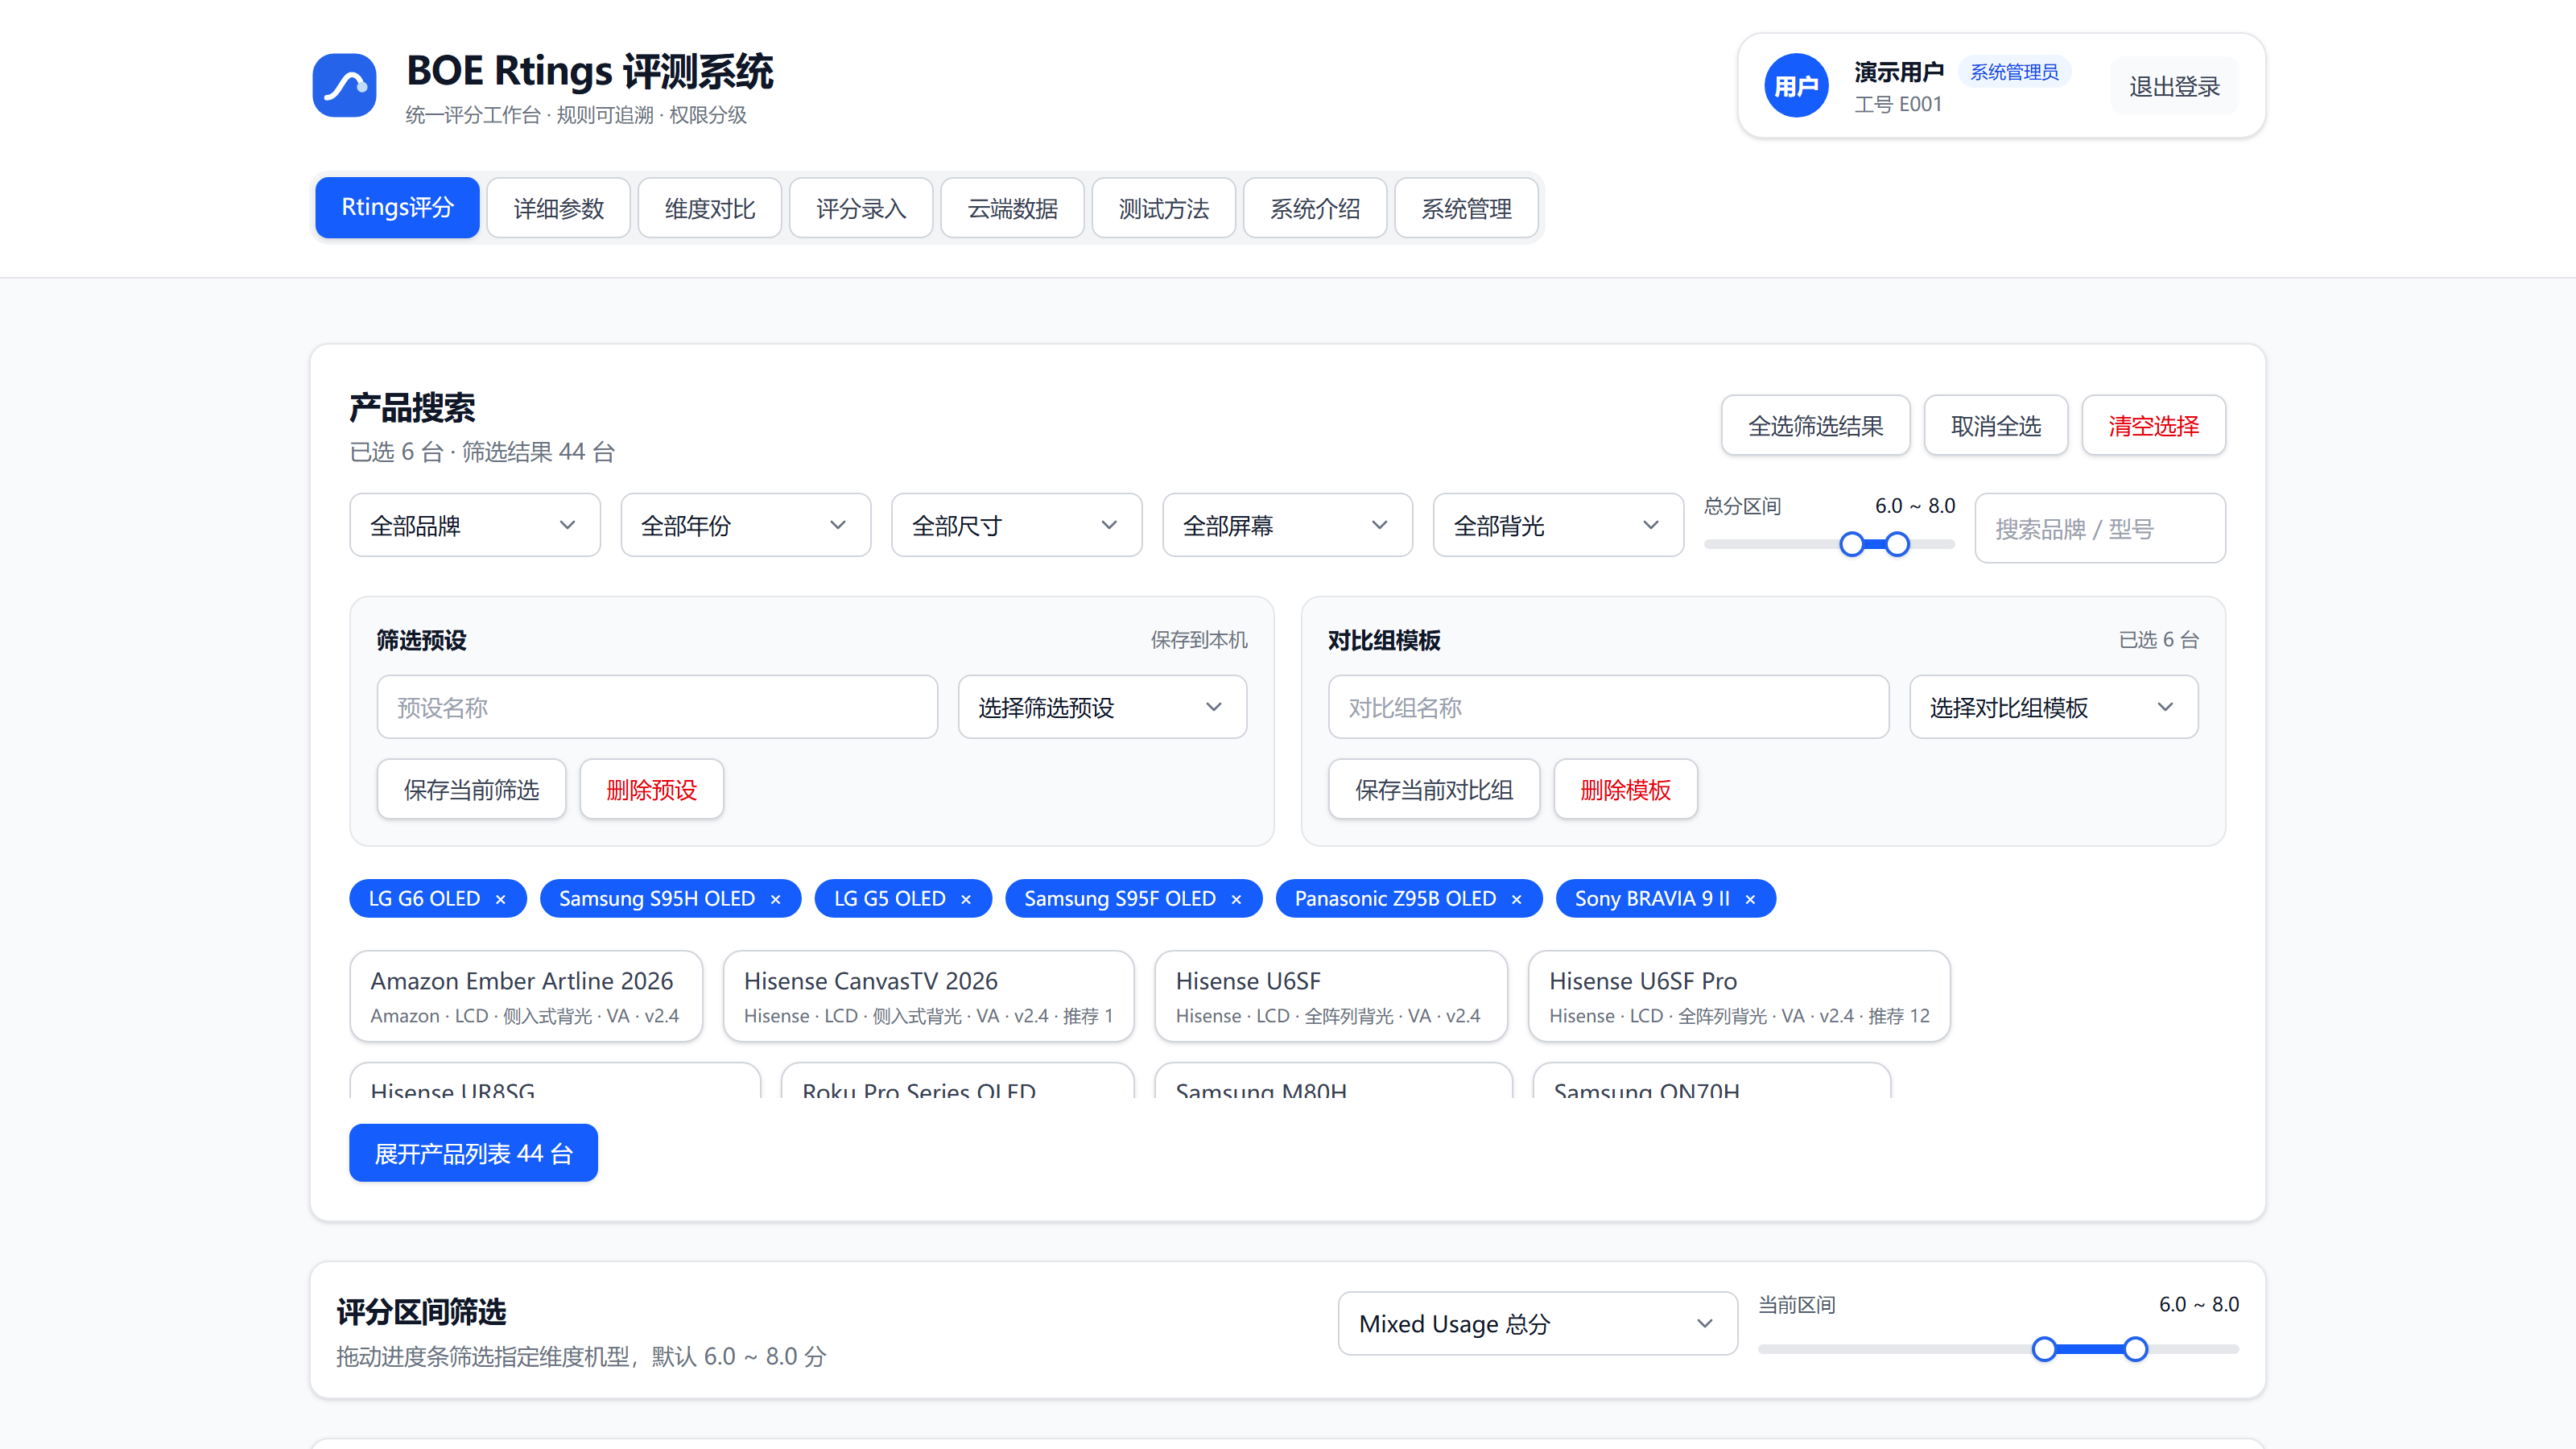 BOE Rtings 评测系统
统一评分工作台 · 规则可追溯 · 权限分级
用户
演示用户
系统管理员
工号 E001
退出登录
Rtings评分
详细参数
维度对比
评分录入
云端数据
测试方法
系统介绍
系统管理
产品搜索
已选 6 台 · 筛选结果 44 台
全选筛选结果
取消全选
清空选择
全部品牌
全部年份
全部尺寸
全部屏幕
全部背光
总分区间
6.0 ~ 8.0
搜索品牌 / 型号
筛选预设
保存到本机
预设名称
选择筛选预设
保存当前筛选
删除预设
对比组模板
已选 6 台
对比组名称
选择对比组模板
保存当前对比组
删除模板
LG G6 OLED ×
Samsung S95H OLED ×
LG G5 OLED ×
Samsung S95F OLED ×
Panasonic Z95B OLED ×
Sony BRAVIA 9 II ×
Amazon Ember Artline 2026
Amazon · LCD · 侧入式背光 · VA · v2.4
Hisense CanvasTV 2026
Hisense · LCD · 侧入式背光 · VA · v2.4 · 推荐 1
Hisense U6SF
Hisense · LCD · 全阵列背光 · VA · v2.4
Hisense U6SF Pro
Hisense · LCD · 全阵列背光 · VA · v2.4 · 推荐 12
Hisense UR8SG
Roku Pro Series OLED
Samsung M80H
Samsung QN70H
展开产品列表 44 台
评分区间筛选
拖动进度条筛选指定维度机型，默认 6.0 ~ 8.0 分
Mixed Usage 总分
当前区间
6.0 ~ 8.0